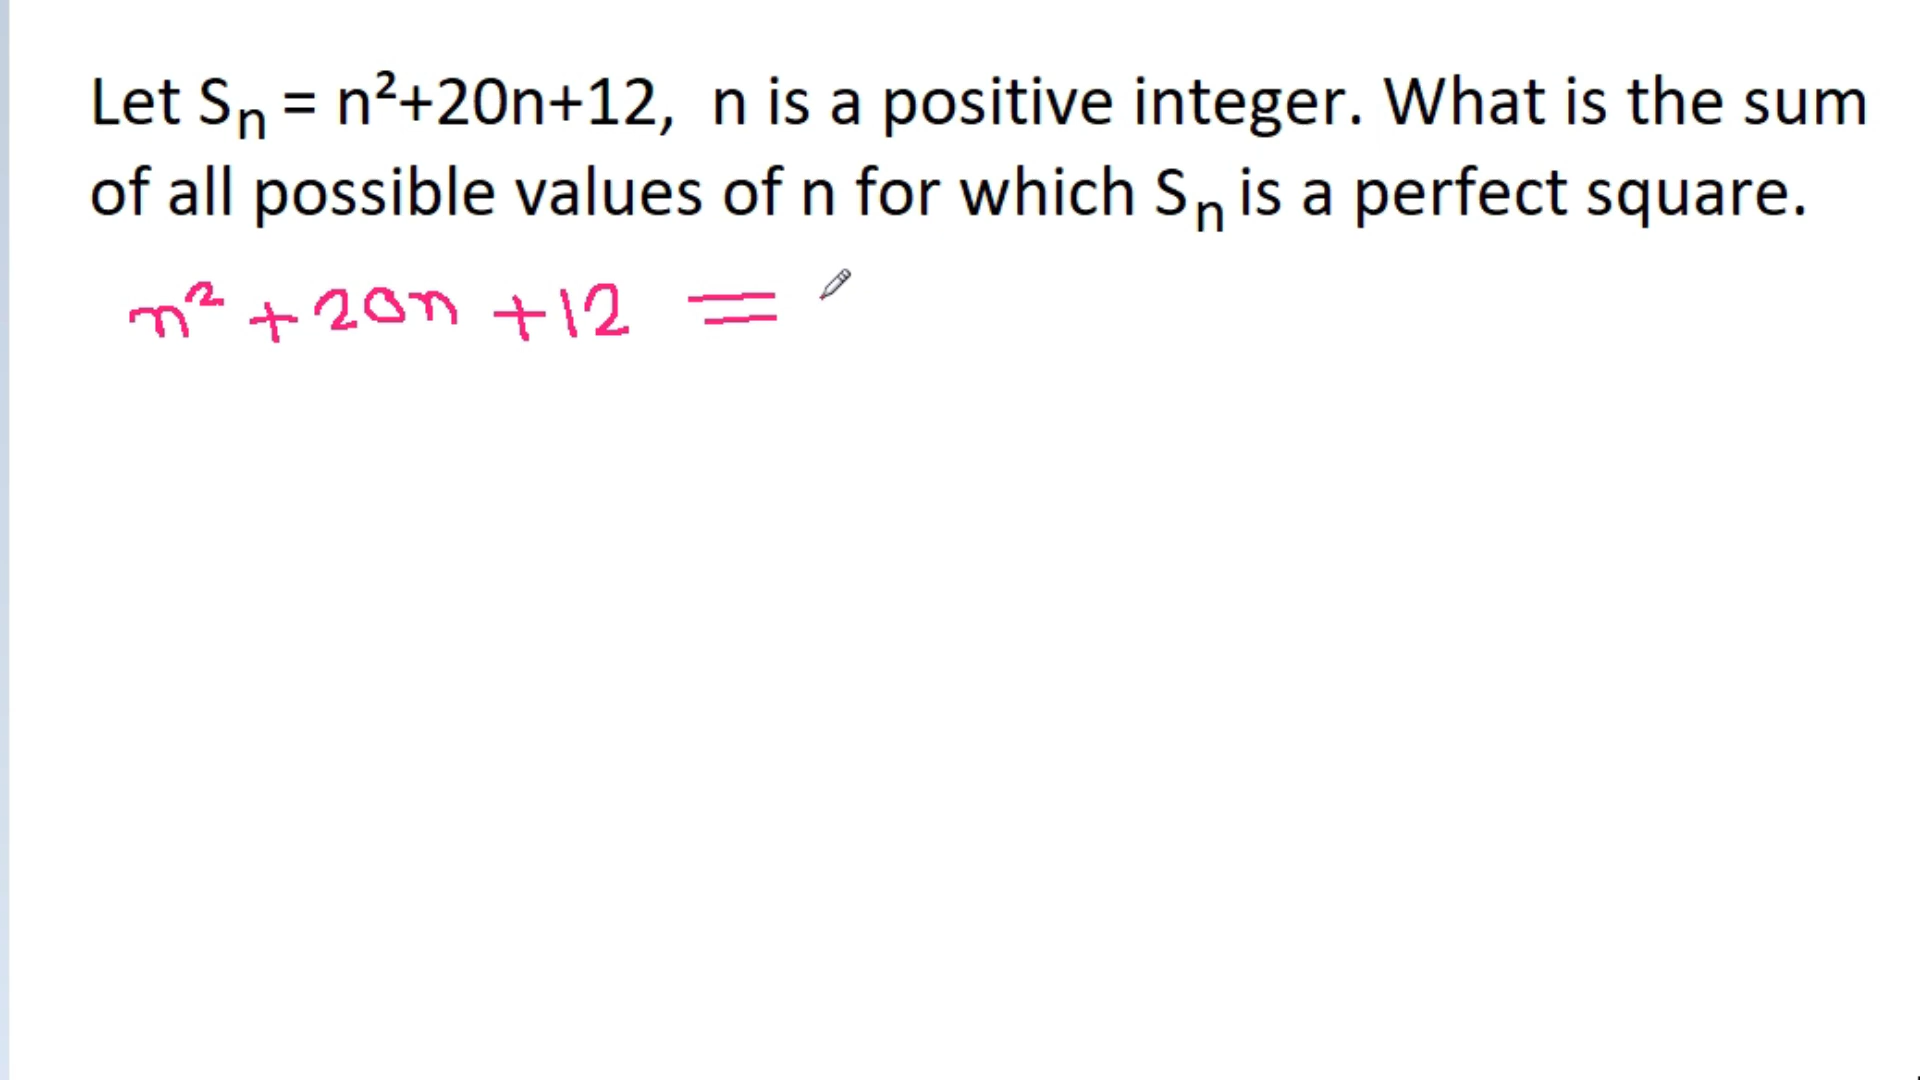 Let Sₙ = n²+20n+12,  n is a positive integer. What is the sum
of all possible values of n for which Sₙ is a perfect square.
n² + 20n + 12 =